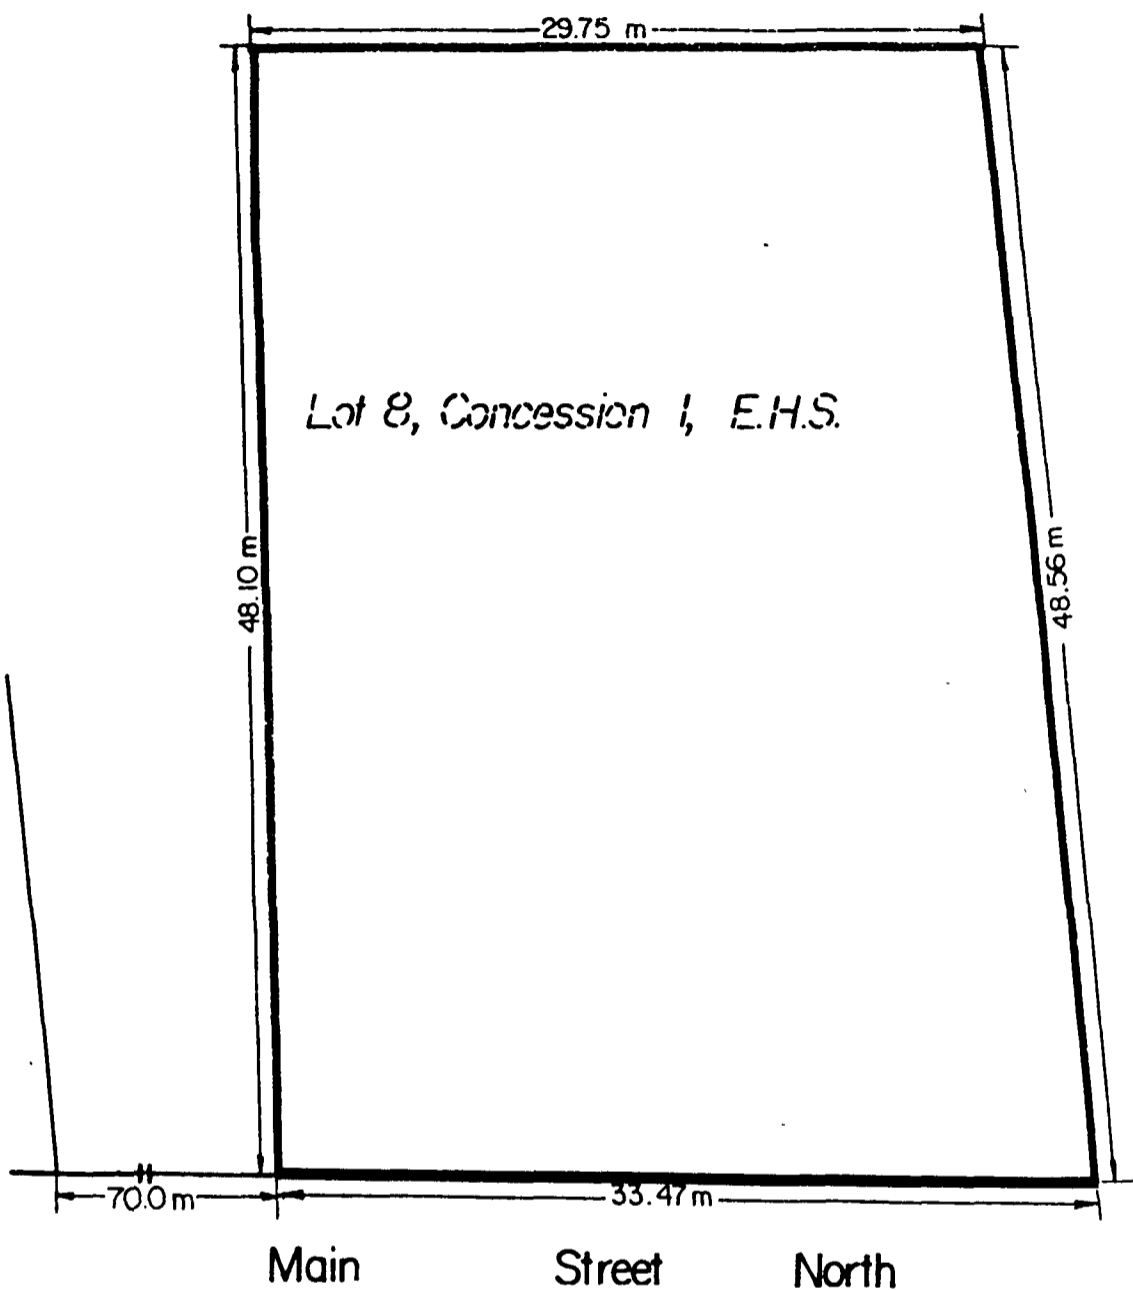 29.75 m
Lot 8, Concession 1, E.H.S.
48.10 m
48.56 m
70.0 m
33.47 m
Main Street North